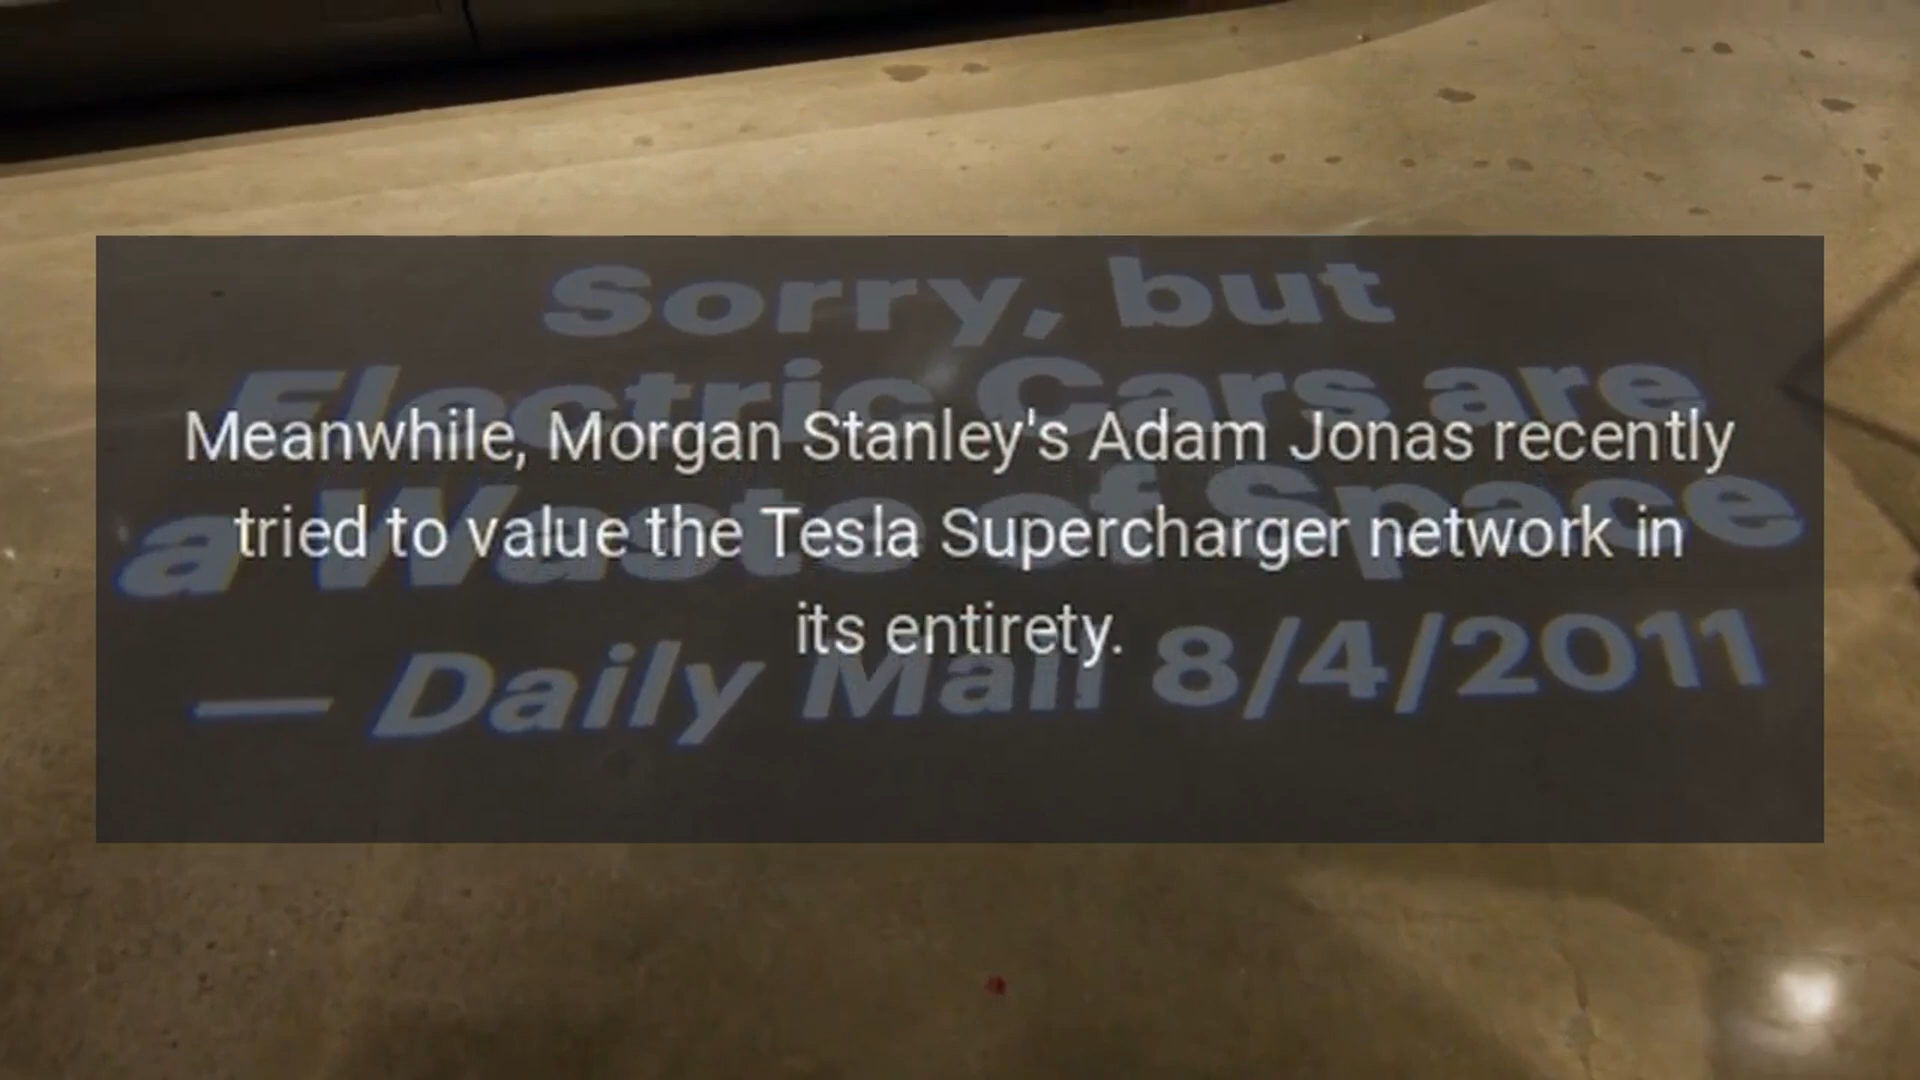 Sorry, but
Electric Cars are
a Waste of Space
— Daily Mail 8/4/2011
Meanwhile, Morgan Stanley's Adam Jonas recently
tried to value the Tesla Supercharger network in
its entirety.